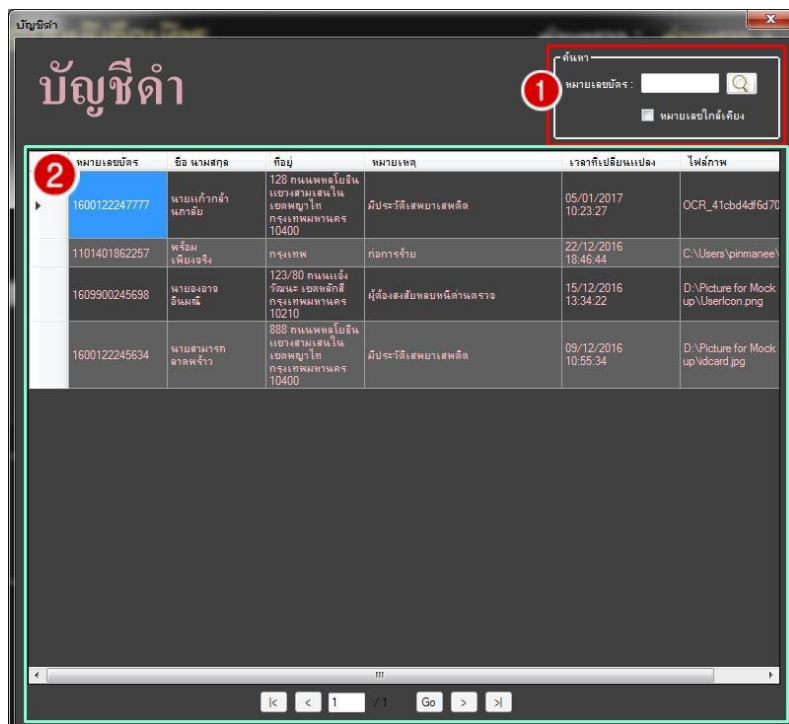 บัญชีดำ
บัญชีดำ
ค้นหา
1
หมายเลขบัตร :
หมายเลขใกล้เคียง
2
หมายเลขบัตร ชื่อ นามสกุล ที่อยู่ หมายเหตุ เวลาที่เปลี่ยนแปลง ไฟล์ภาพ
1600122247777
นายแก้วกล้า
นภาลัย
128 ถนนพหลโยธิน
แขวงสามเสนใน
เขตพญาไท
กรุงเทพมหานคร
10400
มีประวัติเสพยาเสพติด
05/01/2017
10:23:27
OCR_41cbd4df6d70
1101401862257
พร้อม
เพียงจริง
กรุงเทพ
ก่อการร้าย
22/12/2016
18:46:44
C:\Users\pinmanee\
1609900245698
นายองอาจ
อินมณี
123/80 ถนนแจ้ง
วัฒนะ เขตหลักสี่
กรุงเทพมหานคร
10210
ผู้ต้องสงสัยหลบหนีด่านตรวจ
15/12/2016
13:34:22
D:\Picture for Mock
up\UserIcon.png
1600122245634
นายสามารถ
ลาดพร้าว
888 ถนนพหลโยธิน
แขวงสามเสนใน
เขตพญาไท
กรุงเทพมหานคร
10400
มีประวัติเสพยาเสพติด
09/12/2016
10:55:34
D:\Picture for Mock
up\idcard.jpg
|< < 1 / 1 Go > >|